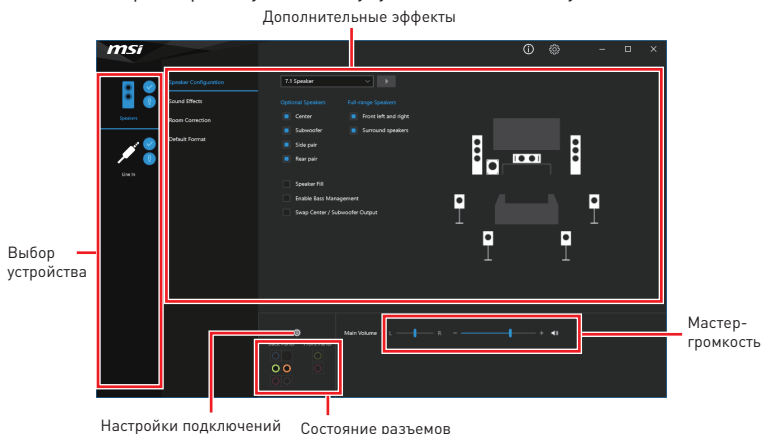 Дополнительные эффекты
msi
Speaker Configuration
Sound Effects
Room Correction
Default Format
Speakers
Line In
7.1 Speaker
Optional Speakers
Full-range Speakers
Center
Front left and right
Subwoofer
Surround speakers
Side pair
Rear pair
Speaker Fill
Enable Bass Management
Swap Center / Subwoofer Output
Выбор
устройства
Main Volume
L
R
Мастер-
громкость
Настройки подключений
Состояние разъемов